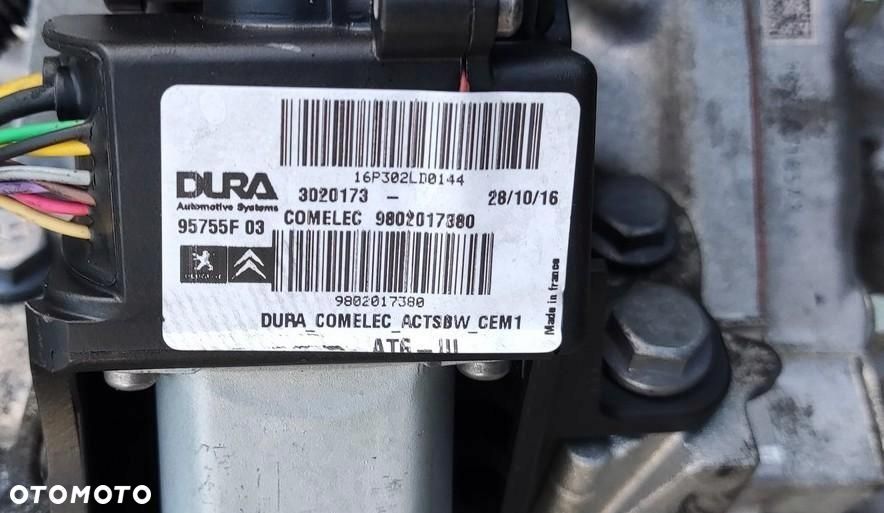 16P302LD0144
DURA
Automotive Systems
3020173 - 28/10/16
95755F 03
COMELEC 9802017380
9802017380
DURA_COMELEC_ACTSBW_CEM1
Made in france
OTOMOTO